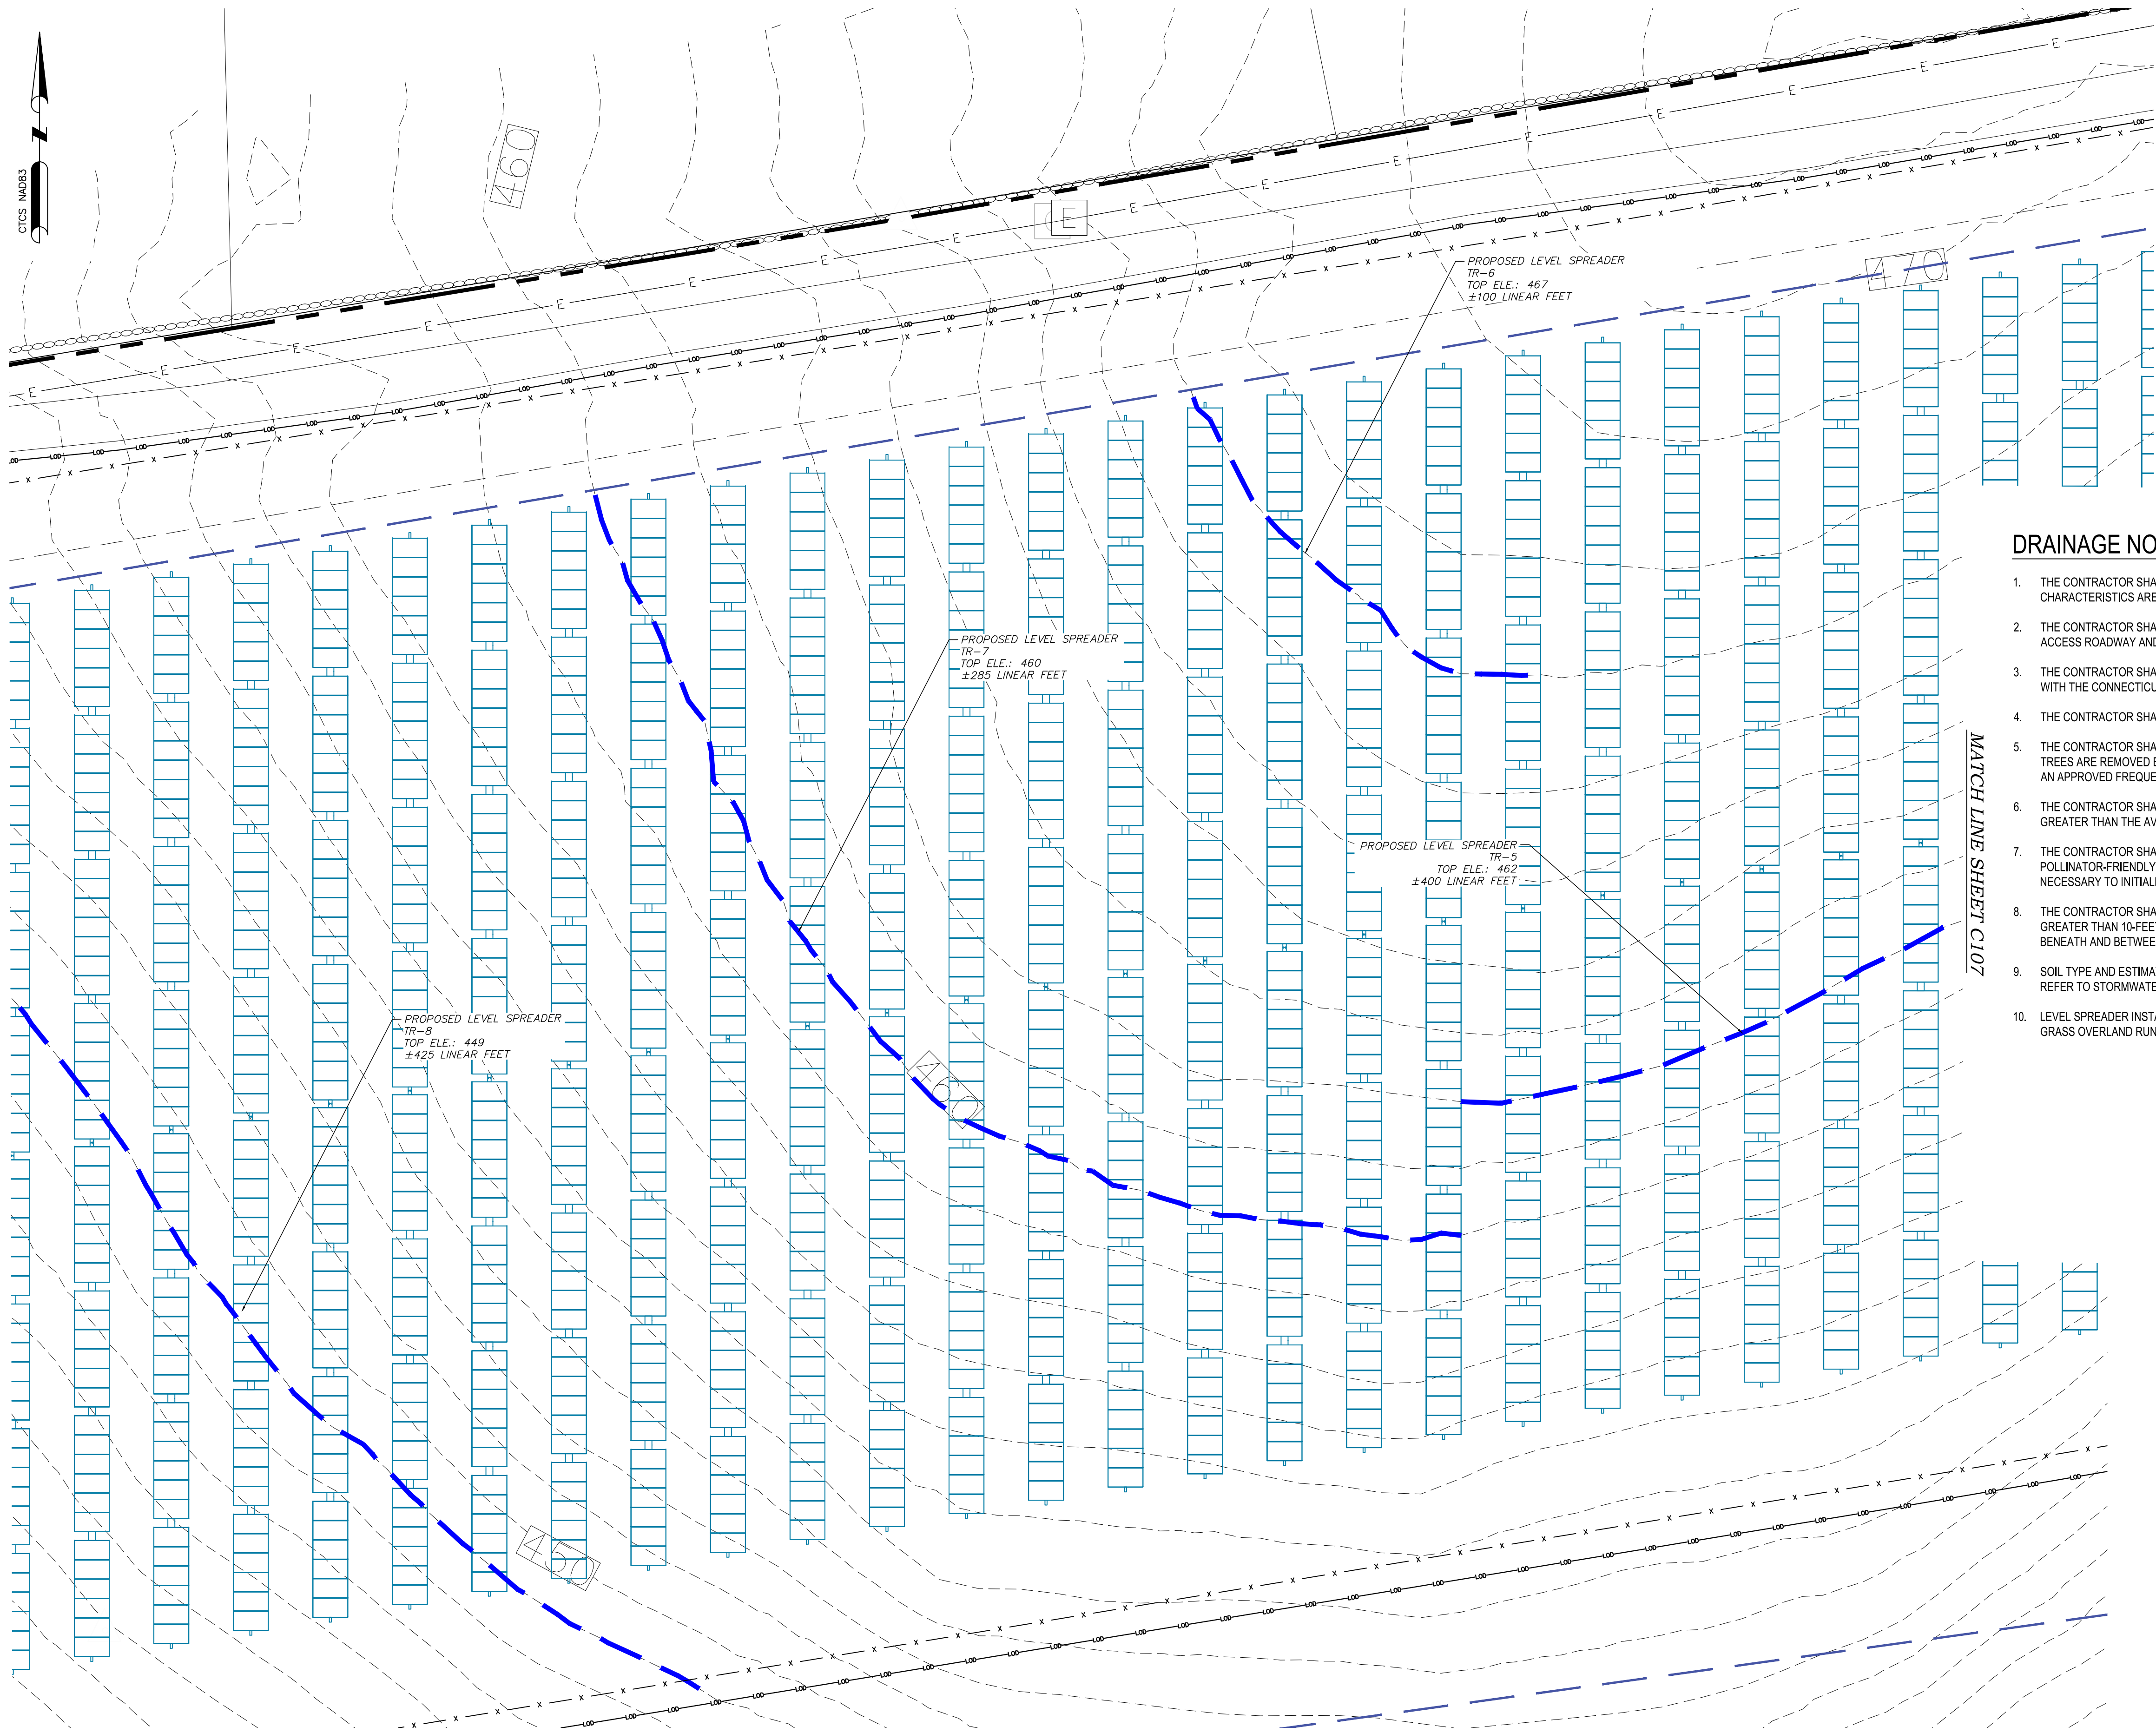 CTCS NAD83
460
E
470
PROPOSED LEVEL SPREADER
TR-6
TOP ELE.: 467
±100 LINEAR FEET
PROPOSED LEVEL SPREADER
TR-7
TOP ELE.: 460
±285 LINEAR FEET
PROPOSED LEVEL SPREADER
TR-5
TOP ELE.: 462
±400 LINEAR FEET
PROPOSED LEVEL SPREADER
TR-8
TOP ELE.: 449
±425 LINEAR FEET
460
450
MATCH LINE SHEET C107
DRAINAGE NO
1. THE CONTRACTOR SHA
CHARACTERISTICS ARE
2. THE CONTRACTOR SHA
ACCESS ROADWAY AND
3. THE CONTRACTOR SHA
WITH THE CONNECTICU
4. THE CONTRACTOR SHA
5. THE CONTRACTOR SHA
TREES ARE REMOVED
AN APPROVED FREQUE
6. THE CONTRACTOR SHA
GREATER THAN THE AV
7. THE CONTRACTOR SHA
POLLINATOR-FRIENDLY
NECESSARY TO INITIAL
8. THE CONTRACTOR SHA
GREATER THAN 10-FEE
BENEATH AND BETWEE
9. SOIL TYPE AND ESTIMA
REFER TO STORMWATE
10. LEVEL SPREADER INSTA
GRASS OVERLAND RUN